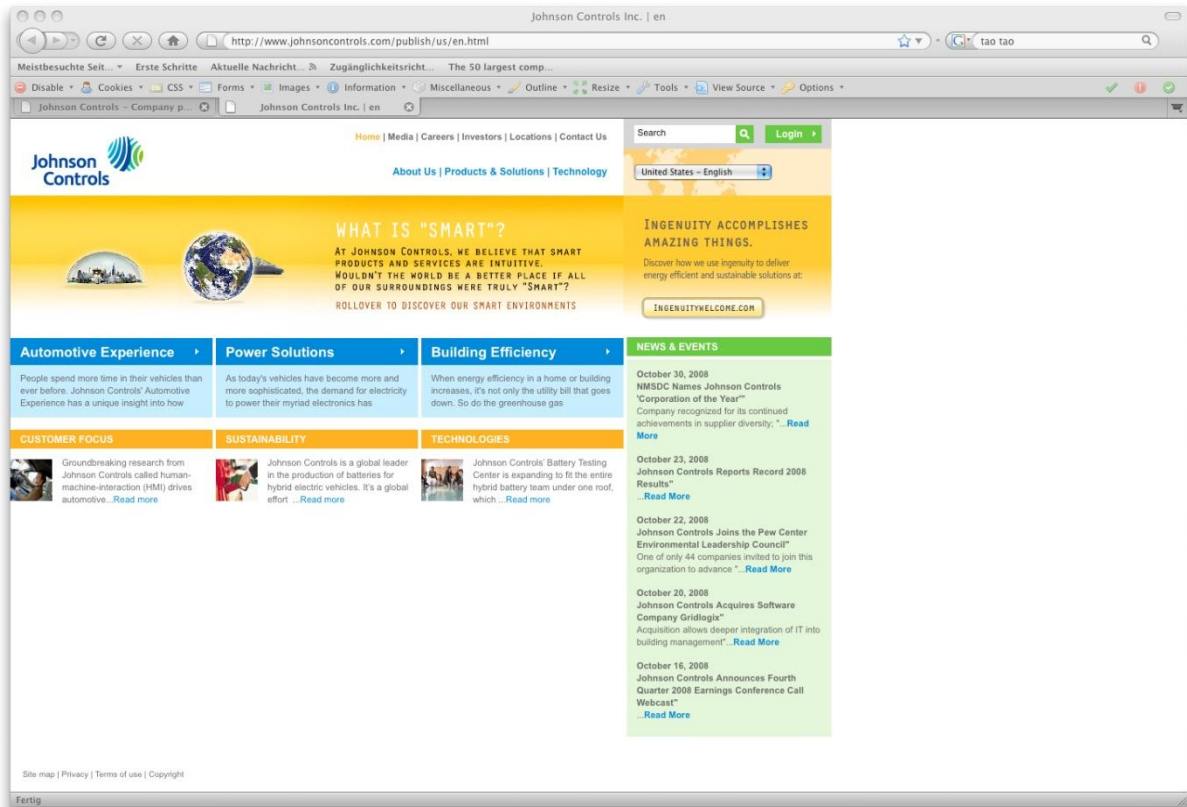 Johnson Controls Inc. | en
http://www.johnsoncontrols.com/publish/us/en.html
tao tao
Meistbesuchte Seit... Erste Schritte Aktuelle Nachricht... Zugänglichkeitsricht... The 50 largest comp...
Disable Cookies CSS Forms Images Information Miscellaneous Outline Resize Tools View Source Options
Johnson Controls – Company p... Johnson Controls Inc. | en
Home | Media | Careers | Investors | Locations | Contact Us
Search
Login
Johnson
Controls
About Us | Products & Solutions | Technology
United States – English
WHAT IS "SMART"?
AT JOHNSON CONTROLS, WE BELIEVE THAT SMART
PRODUCTS AND SERVICES ARE INTUITIVE.
WOULDN'T THE WORLD BE A BETTER PLACE IF ALL
OF OUR SURROUNDINGS WERE TRULY "SMART"?
ROLLOVER TO DISCOVER OUR SMART ENVIRONMENTS
INGENUITY ACCOMPLISHES
AMAZING THINGS.
Discover how we use ingenuity to deliver
energy efficient and sustainable solutions at:
INGENUITYWELCOME.COM
Automotive Experience
People spend more time in their vehicles than
ever before. Johnson Controls' Automotive
Experience has a unique insight into how
Power Solutions
As today's vehicles have become more and
more sophisticated, the demand for electricity
to power their myriad electronics has
Building Efficiency
When energy efficiency in a home or building
increases, it's not only the utility bill that goes
down. So do the greenhouse gas
CUSTOMER FOCUS
Groundbreaking research from
Johnson Controls called human-
machine-interaction (HMI) drives
automotive...Read more
SUSTAINABILITY
Johnson Controls is a global leader
in the production of batteries for
hybrid electric vehicles. It's a global
effort ...Read more
TECHNOLOGIES
Johnson Controls' Battery Testing
Center is expanding to fit the entire
hybrid battery team under one roof,
which ...Read more
NEWS & EVENTS
October 30, 2008
NMSDC Names Johnson Controls
'Corporation of the Year'"
Company recognized for its continued
achievements in supplier diversity; "...Read
More
October 23, 2008
Johnson Controls Reports Record 2008
Results"
...Read More
October 22, 2008
Johnson Controls Joins the Pew Center
Environmental Leadership Council"
One of only 44 companies invited to join this
organization to advance "...Read More
October 20, 2008
Johnson Controls Acquires Software
Company Gridlogix"
Acquisition allows deeper integration of IT into
building management"...Read More
October 16, 2008
Johnson Controls Announces Fourth
Quarter 2008 Earnings Conference Call
Webcast"
...Read More
Site map | Privacy | Terms of use | Copyright
Fertig